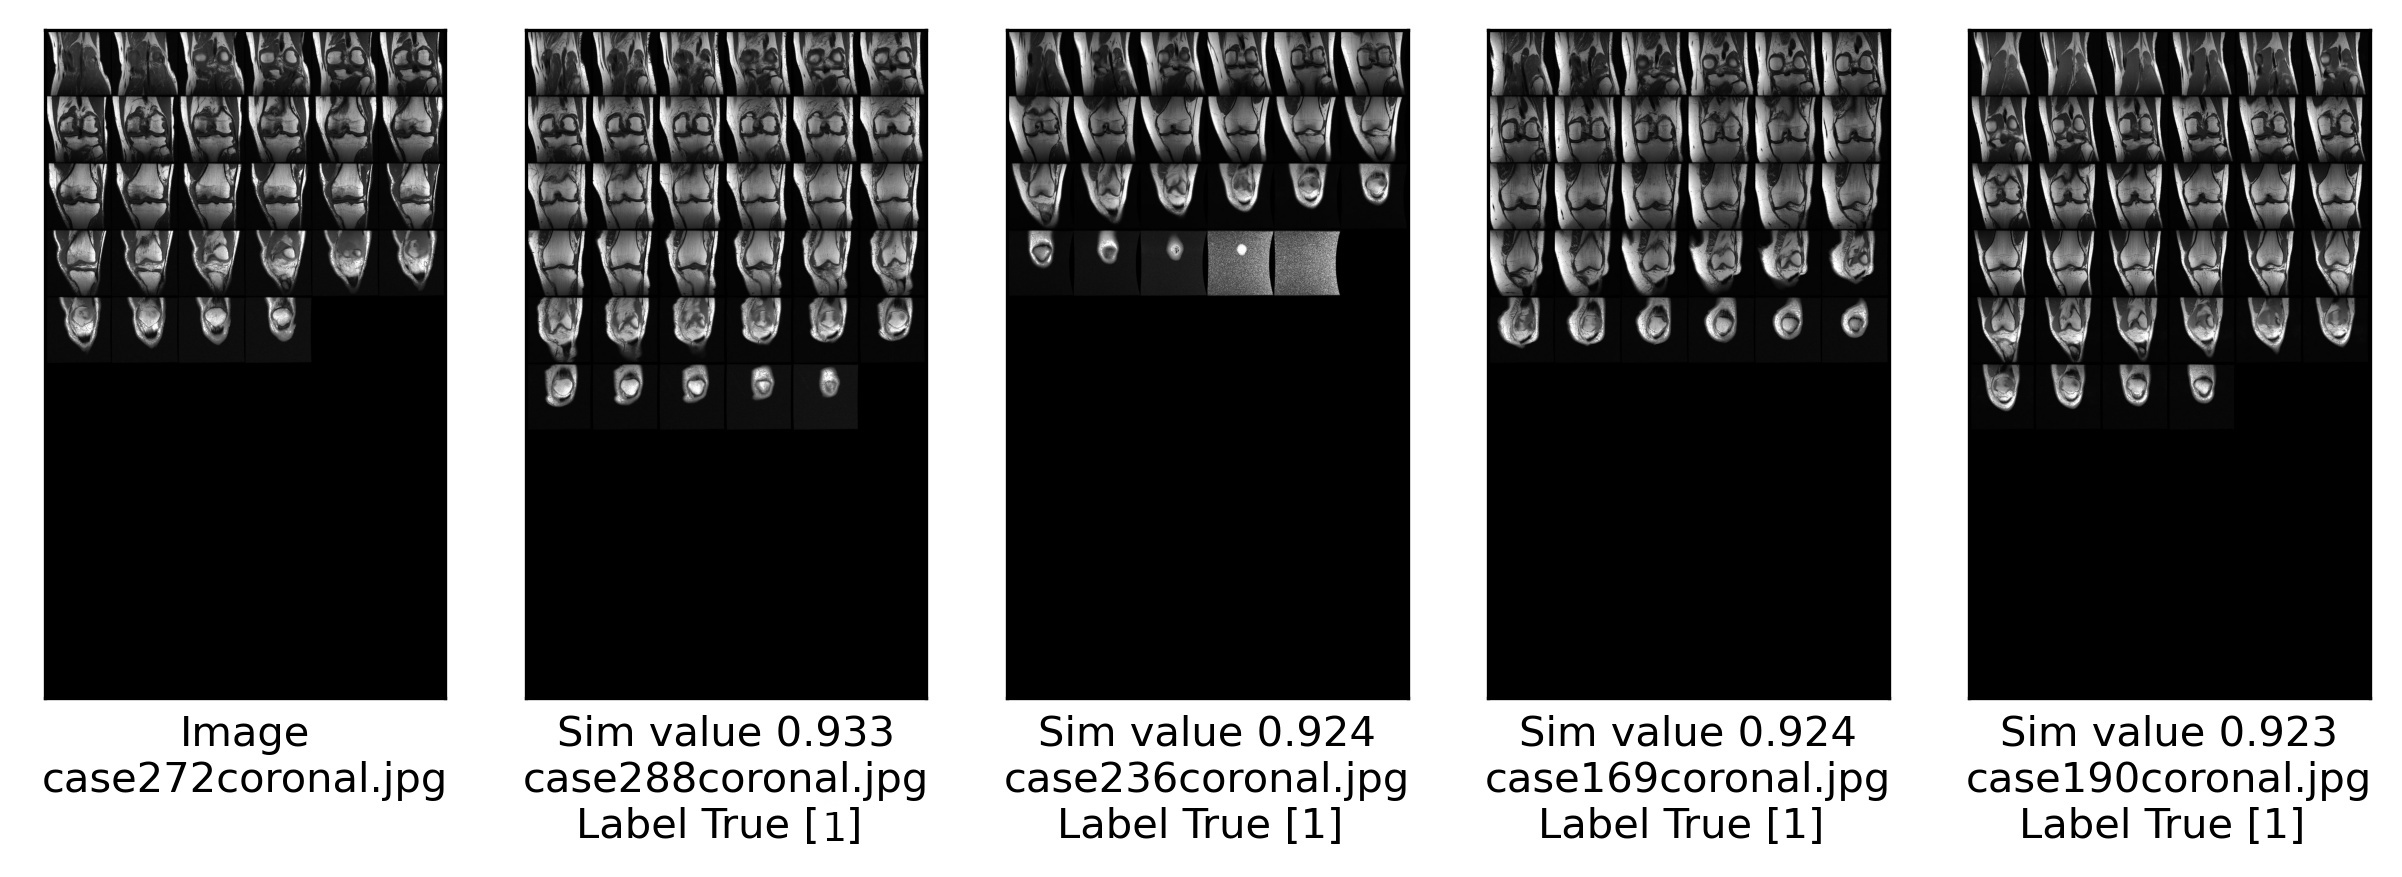 Image
case272coronal.jpg
Sim value 0.933
case288coronal.jpg
Label True [1]
Sim value 0.924
case236coronal.jpg
Label True [1]
Sim value 0.924
case169coronal.jpg
Label True [1]
Sim value 0.923
case190coronal.jpg
Label True [1]